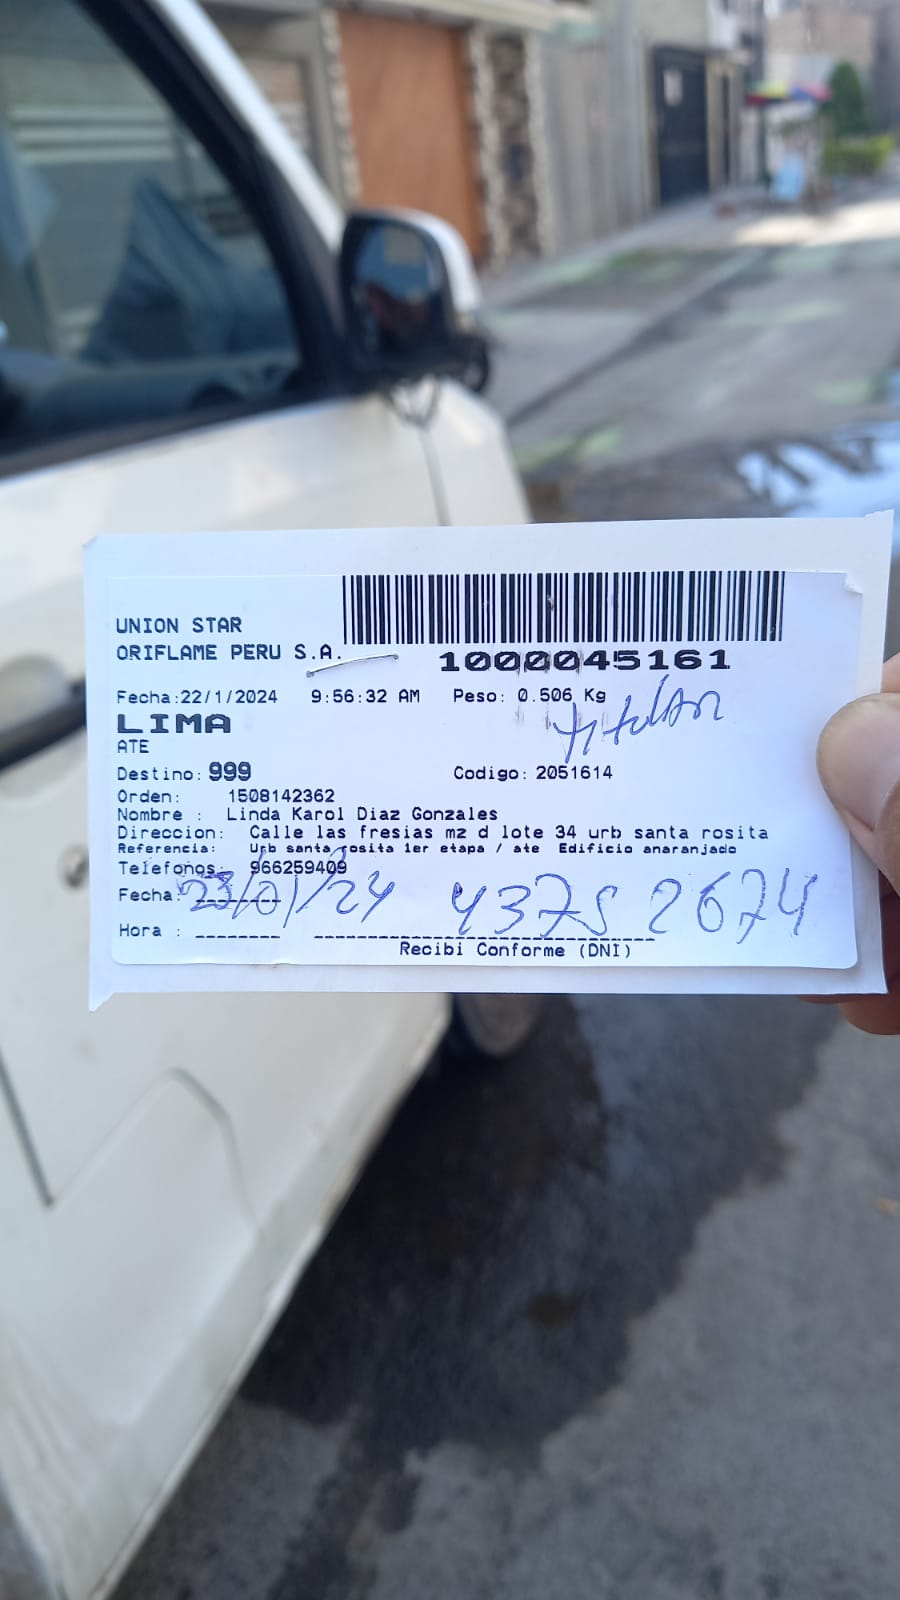 UNION STAR
ORIFLAME PERU S.A.
1000045161
Fecha:22/1/2024 9:56:32 AM Peso: 0.506 Kg
titular
LIMA
ATE
Destino: 999 Codigo: 2051614
Orden: 1508142362
Nombre : Linda Karol Diaz Gonzales
Direccion: Calle las fresias mz d lote 34 urb santa rosita
Referencia: Urb santa rosita 1er etapa / ate Edificio anaranjado
Telefonos: 966259409
Fecha: 23/01/24 4375 2674
Hora : -------- --------------------------------
Recibi Conforme (DNI)